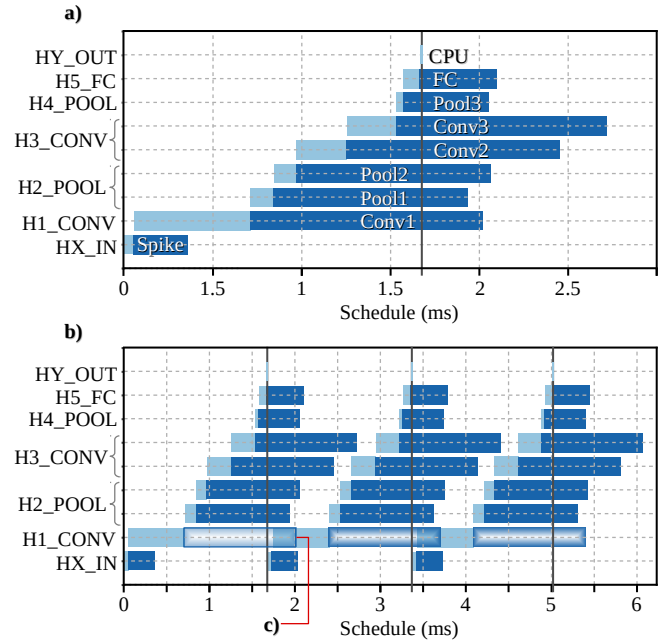 a)
HY_OUT
CPU
H5_FC
FC
H4_POOL
Pool3
H3_CONV
Conv3
Conv2
H2_POOL
Pool2
Pool1
H1_CONV
Conv1
HX_IN
Spike
0 1.5 1 1.5 2 2.5
Schedule (ms)
b)
HY_OUT
H5_FC
H4_POOL
H3_CONV
H2_POOL
H1_CONV
HX_IN
0 1 2 3 4 5 6
c)
Schedule (ms)